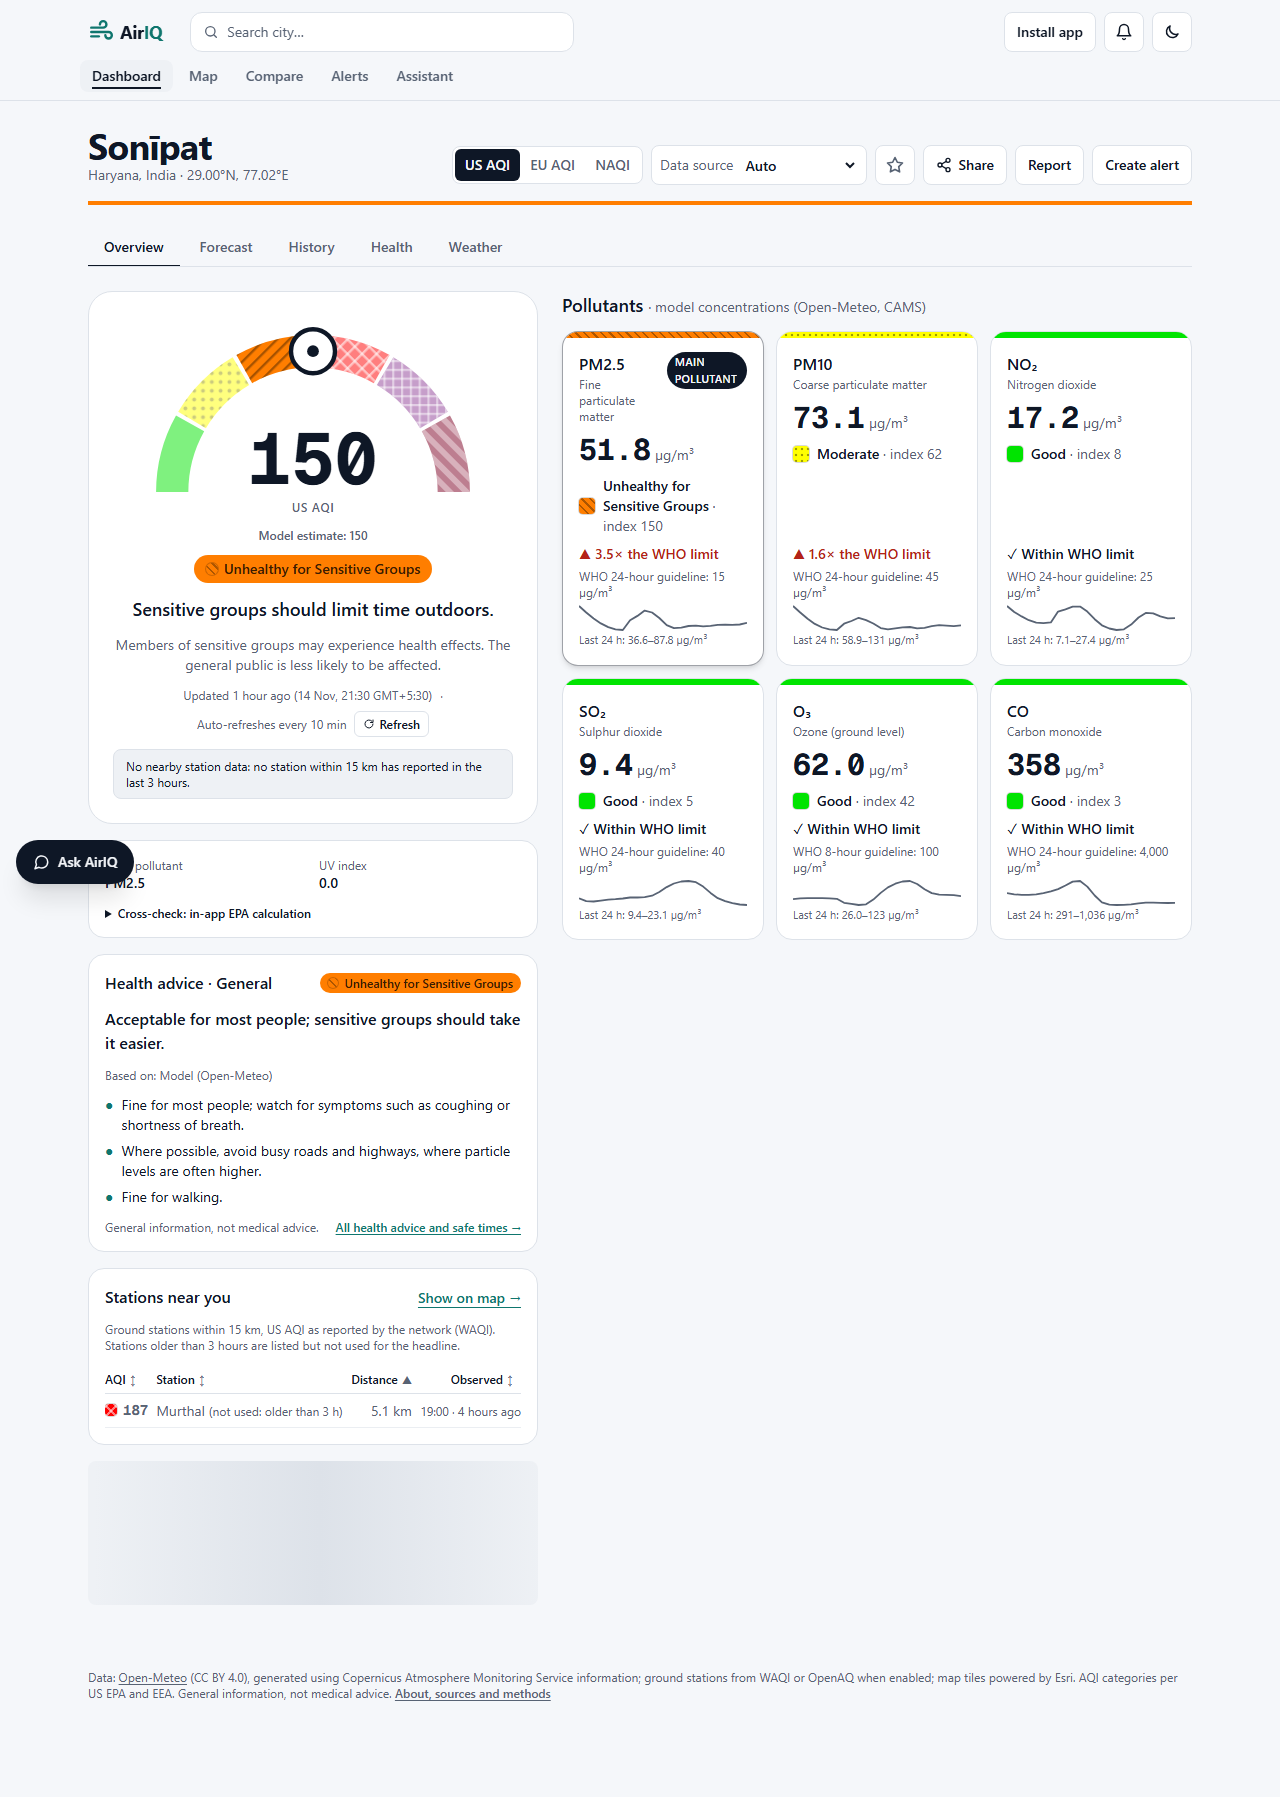 AirIQ
Search city...
Install app
Dashboard
Map
Compare
Alerts
Assistant
Sonīpat
Haryana, India · 29.00°N, 77.02°E
US AQI
EU AQI
NAQI
Data source
Auto
Share
Report
Create alert
Overview
Forecast
History
Health
Weather
150
US AQI
Model estimate: 150
Unhealthy for Sensitive Groups
Sensitive groups should limit time outdoors.
Members of sensitive groups may experience health effects. The
general public is less likely to be affected.
Updated 1 hour ago (14 Nov, 21:30 GMT+5:30) ·
Auto-refreshes every 10 min
Refresh
No nearby station data: no station within 15 km has reported in the
last 3 hours.
Ask AirIQ
pollutant
PM2.5
UV index
0.0
▶ Cross-check: in-app EPA calculation
Health advice · General
Unhealthy for Sensitive Groups
Acceptable for most people; sensitive groups should take
it easier.
Based on: Model (Open-Meteo)
● Fine for most people; watch for symptoms such as coughing or
shortness of breath.
● Where possible, avoid busy roads and highways, where particle
levels are often higher.
● Fine for walking.
General information, not medical advice.
All health advice and safe times →
Stations near you
Show on map →
Ground stations within 15 km, US AQI as reported by the network (WAQI).
Stations older than 3 hours are listed but not used for the headline.
AQI ↕ Station ↕ Distance ▲ Observed ↕
187 Murthal (not used: older than 3 h) 5.1 km 19:00 · 4 hours ago
Pollutants · model concentrations (Open-Meteo, CAMS)
PM2.5
MAIN
POLLUTANT
Fine
particulate
matter
51.8 µg/m³
Unhealthy for
Sensitive Groups ·
index 150
▲ 3.5× the WHO limit
WHO 24-hour guideline: 15
µg/m³
Last 24 h: 36.6–87.8 µg/m³
PM10
Coarse particulate matter
73.1 µg/m³
Moderate · index 62
▲ 1.6× the WHO limit
WHO 24-hour guideline: 45
µg/m³
Last 24 h: 58.9–131 µg/m³
NO₂
Nitrogen dioxide
17.2 µg/m³
Good · index 8
✓ Within WHO limit
WHO 24-hour guideline: 25
µg/m³
Last 24 h: 7.1–27.4 µg/m³
SO₂
Sulphur dioxide
9.4 µg/m³
Good · index 5
✓ Within WHO limit
WHO 24-hour guideline: 40
µg/m³
Last 24 h: 9.4–23.1 µg/m³
O₃
Ozone (ground level)
62.0 µg/m³
Good · index 42
✓ Within WHO limit
WHO 8-hour guideline: 100
µg/m³
Last 24 h: 26.0–123 µg/m³
CO
Carbon monoxide
358 µg/m³
Good · index 3
✓ Within WHO limit
WHO 24-hour guideline: 4,000
µg/m³
Last 24 h: 291–1,036 µg/m³
Data: Open-Meteo (CC BY 4.0), generated using Copernicus Atmosphere Monitoring Service information; ground stations from WAQI or OpenAQ when enabled; map tiles powered by Esri. AQI categories per
US EPA and EEA. General information, not medical advice. About, sources and methods